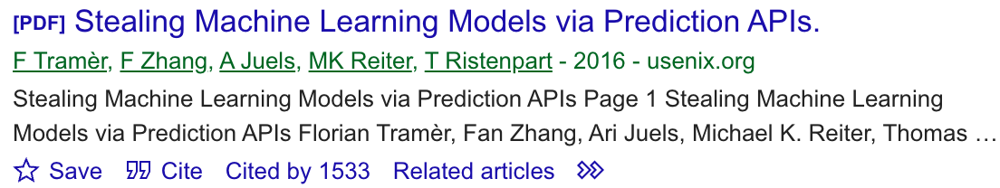 [PDF] Stealing Machine Learning Models via Prediction APIs.
F Tramèr, F Zhang, A Juels, MK Reiter, T Ristenpart - 2016 - usenix.org
Stealing Machine Learning Models via Prediction APIs Page 1 Stealing Machine Learning
Models via Prediction APIs Florian Tramèr, Fan Zhang, Ari Juels, Michael K. Reiter, Thomas …
Save Cite Cited by 1533 Related articles